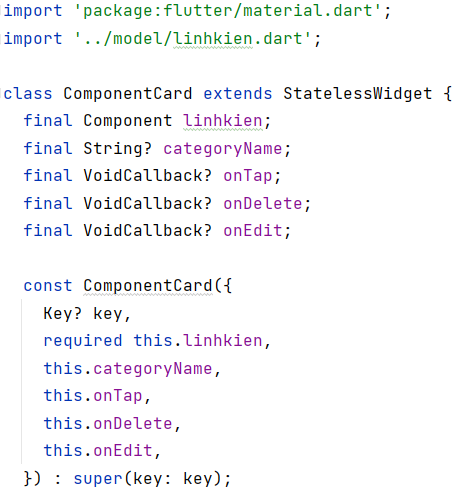 import 'package:flutter/material.dart';
import '../model/linhkien.dart';
class ComponentCard extends StatelessWidget {
final Component linhkien;
final String? categoryName;
final VoidCallback? onTap;
final VoidCallback? onDelete;
final VoidCallback? onEdit;
const ComponentCard({
Key? key,
required this.linhkien,
this.categoryName,
this.onTap,
this.onDelete,
this.onEdit,
}) : super(key: key);